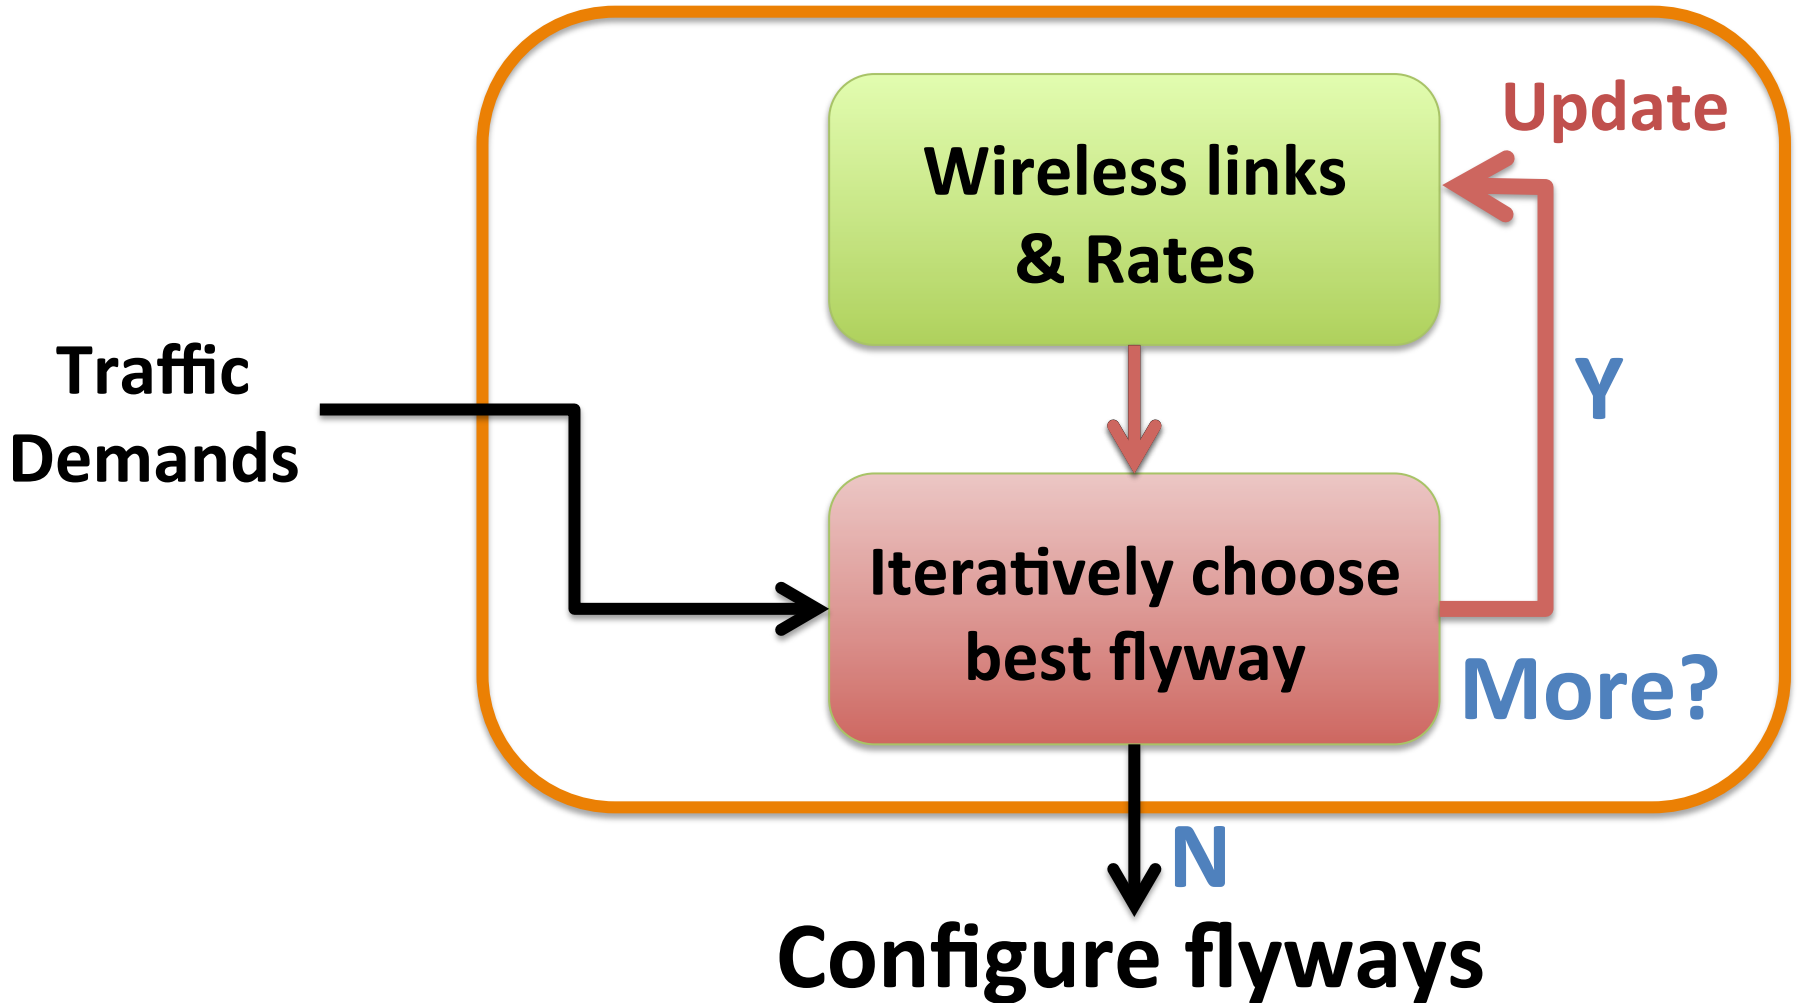 Update
Wireless links
& Rates
Traffic
Demands
Y
Iteratively choose
best flyway
More?
N
Configure flyways